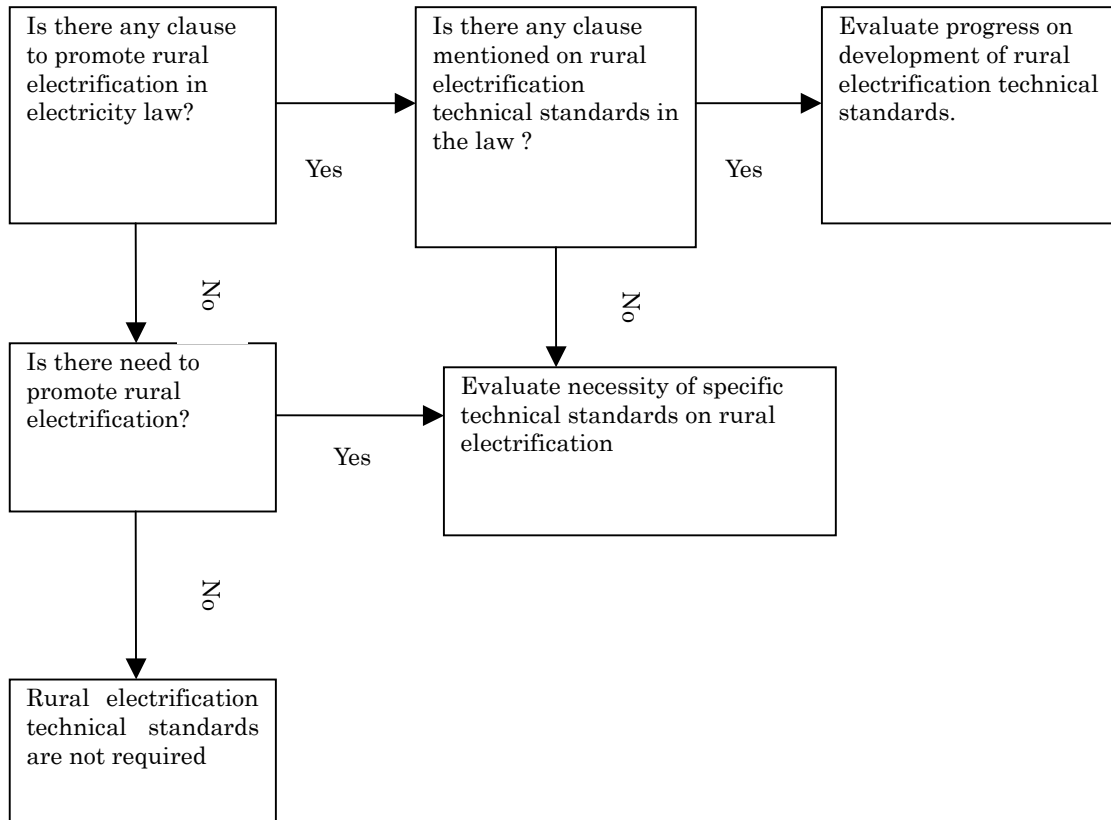 Is there any clause
to promote rural
electrification in
electricity law?
Yes
Is there any clause
mentioned on rural
electrification
technical standards in
the law ?
Yes
Evaluate progress on
development of rural
electrification technical
standards.
No
No
Is there need to
promote rural
electrification?
Yes
Evaluate necessity of specific
technical standards on rural
electrification
No
Rural electrification
technical standards
are not required